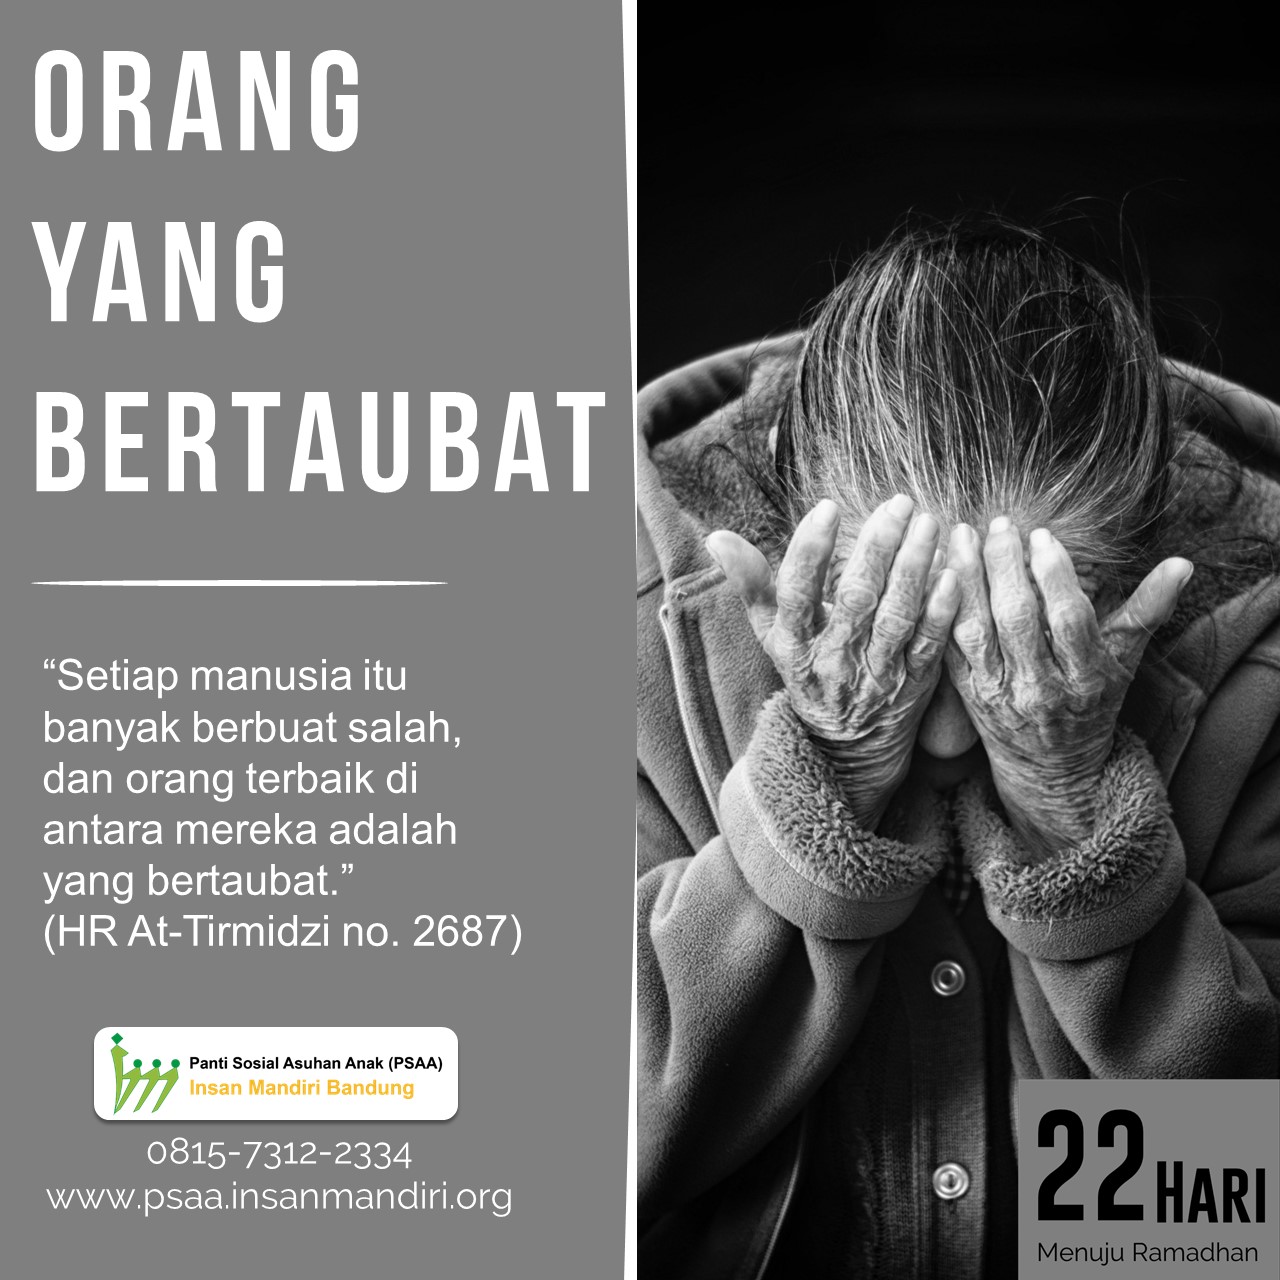 ORANG
YANG
BERTAUBAT
“Setiap manusia itu
banyak berbuat salah,
dan orang terbaik di
antara mereka adalah
yang bertaubat.”
(HR At-Tirmidzi no. 2687)
Panti Sosial Asuhan Anak (PSAA)
Insan Mandiri Bandung
0815-7312-2334
www.psaa.insanmandiri.org
22 HARI
Menuju Ramadhan